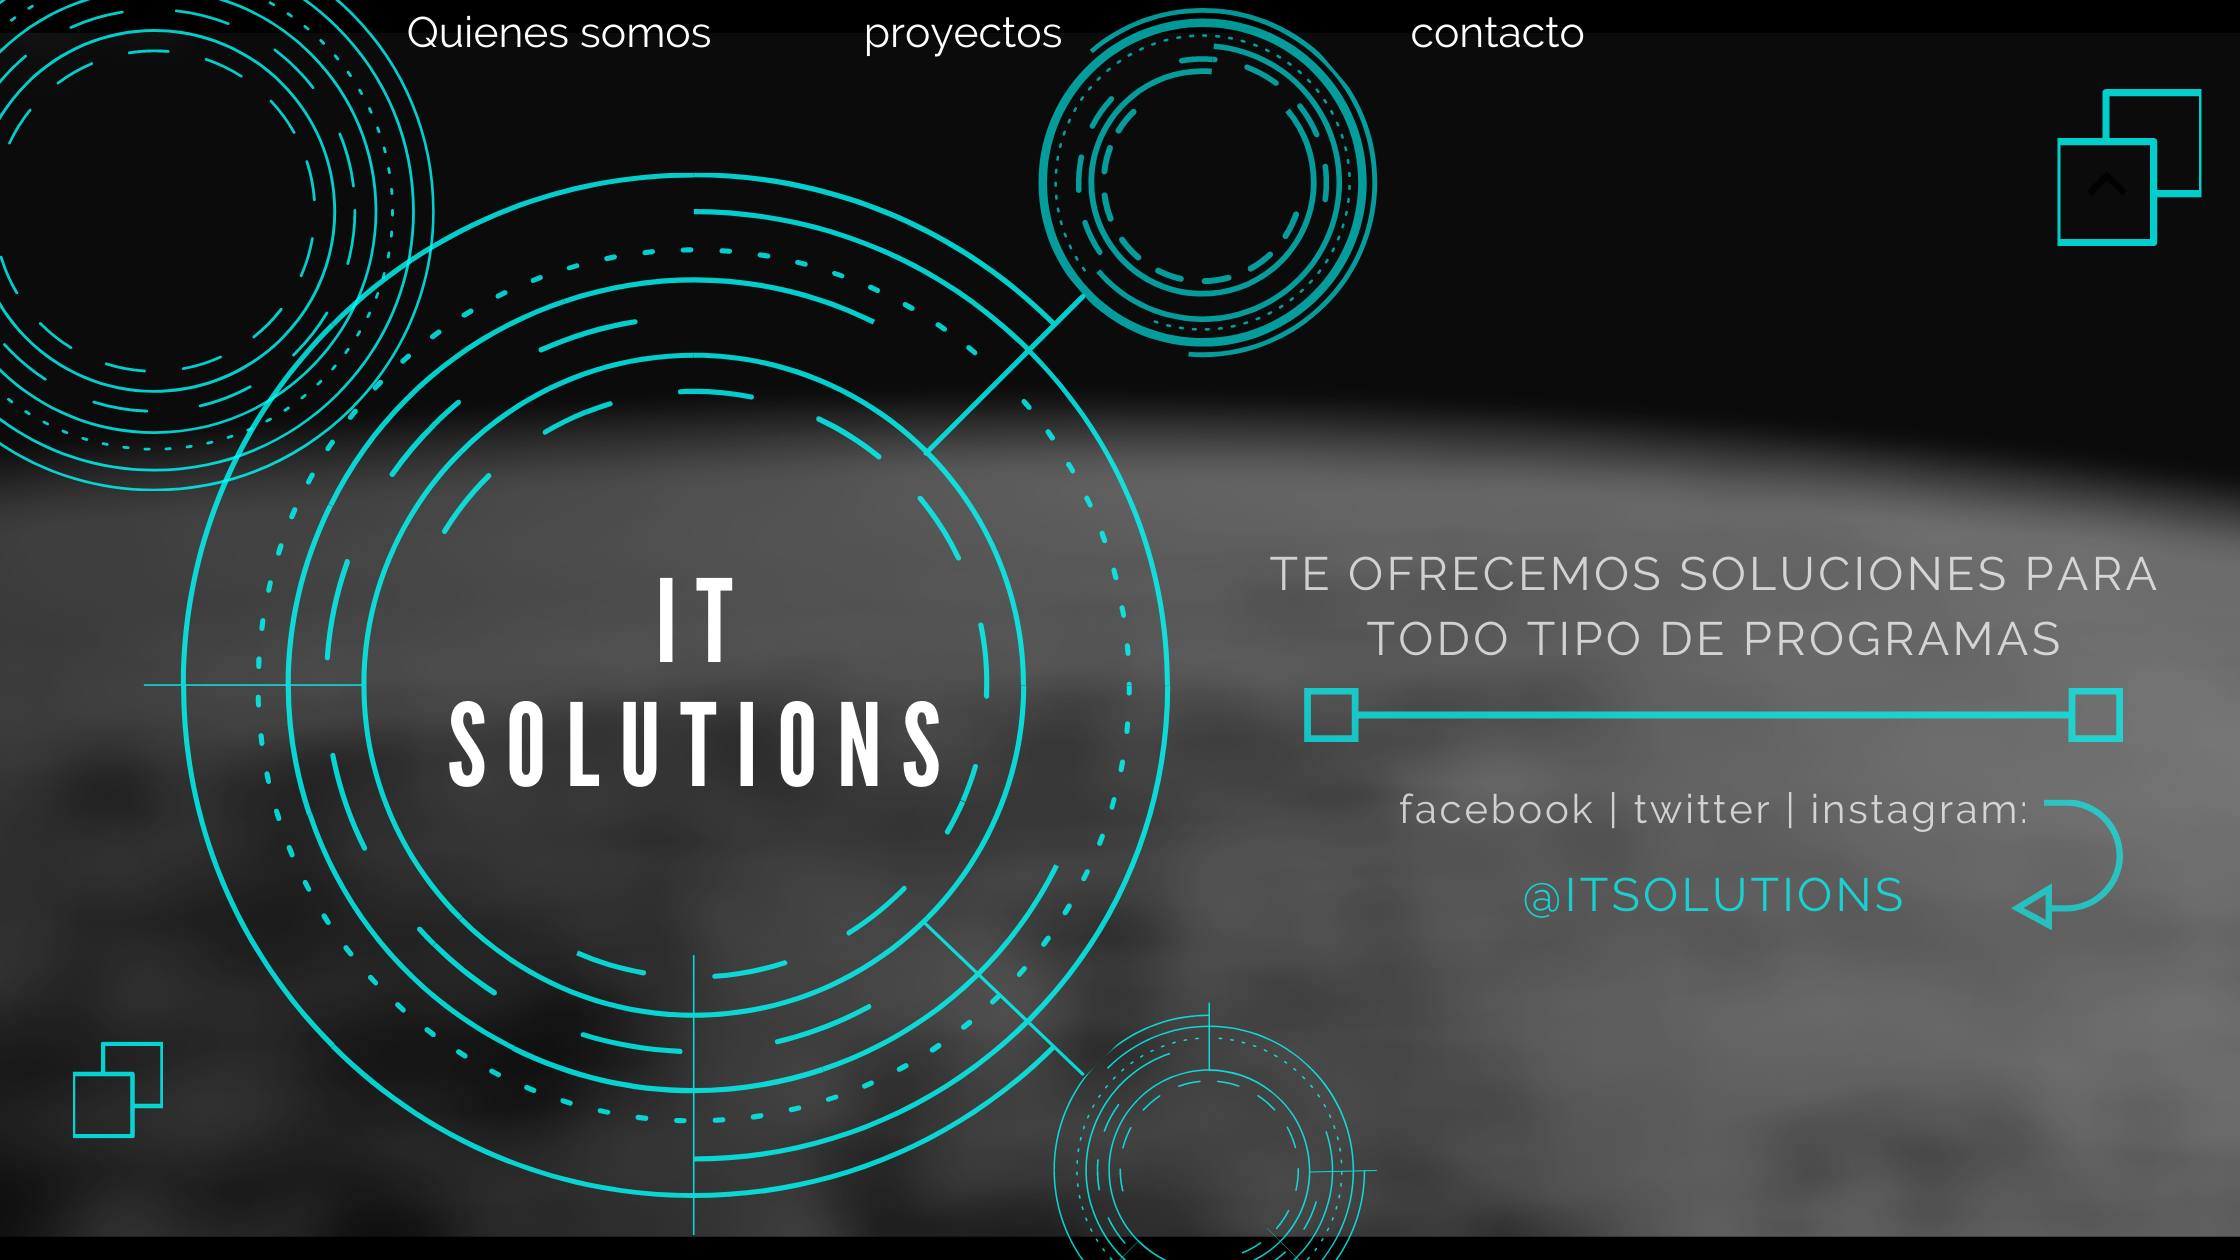 Quienes somos proyectos contacto
IT
SOLUTIONS
TE OFRECEMOS SOLUCIONES PARA
TODO TIPO DE PROGRAMAS
facebook | twitter | instagram:
@ITSOLUTIONS